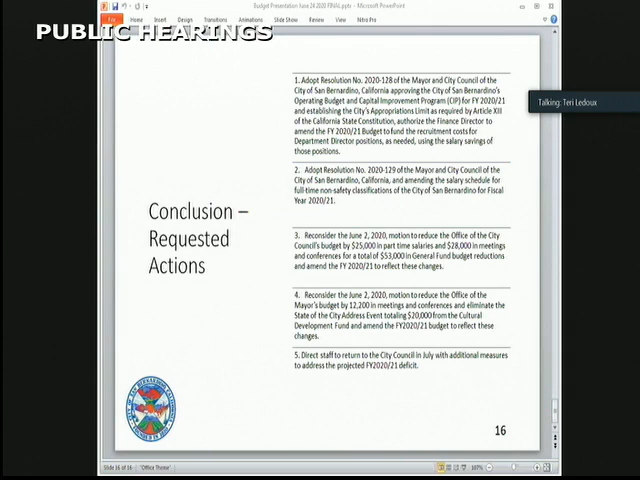 Budget Presentation June 24 2020 FINAL.pptx - Microsoft PowerPoint
File Home Insert Design Transitions Animations Slide Show Review View Nitro Pro
PUBLIC HEARINGS
Talking: Teri Ledoux
Conclusion –
Requested
Actions
1. Adopt Resolution No. 2020-128 of the Mayor and City Council of the
City of San Bernardino, California approving the City of San Bernardino's
Operating Budget and Capital Improvement Program (CIP) for FY 2020/21
and establishing the City's Appropriations Limit as required by Article XIII
of the California State Constitution, authorize the Finance Director to
amend the FY 2020/21 Budget to fund the recruitment costs for
Department Director positions, as needed, using the salary savings of
those positions.
2. Adopt Resolution No. 2020-129 of the Mayor and City Council of the
City of San Bernardino, California, and amending the salary schedule for
full-time non-safety classifications of the City of San Bernardino for Fiscal
Year 2020/21.
3. Reconsider the June 2, 2020, motion to reduce the Office of the City
Council's budget by $25,000 in part time salaries and $28,000 in meetings
and conferences for a total of $53,000 in General Fund budget reductions
and amend the FY 2020/21 to reflect these changes.
4. Reconsider the June 2, 2020, motion to reduce the Office of the
Mayor's budget by 12,200 in meetings and conferences and eliminate the
State of the City Address Event totaling $20,000 from the Cultural
Development Fund and amend the FY2020/21 budget to reflect these
changes.
5. Direct staff to return to the City Council in July with additional measures
to address the projected FY2020/21 deficit.
16
Slide 16 of 16 "Office Theme" 107%